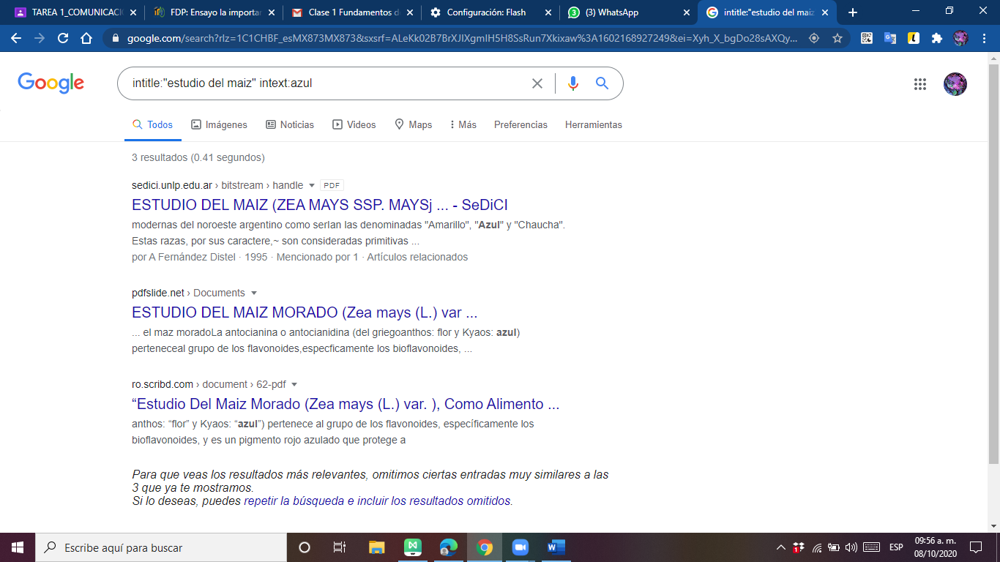 TAREA 1_COMUNICACI
FDP: Ensayo la importan
Clase 1 Fundamentos d
Configuración: Flash
(3) WhatsApp
intitle:"estudio del maiz
google.com/search?rlz=1C1CHBF_esMX873MX873&sxsrf=ALeKk02B7BrXJIXgmIH5H8SsRun7Xkixaw%3A1602168927249&ei=Xyh_X_bgDo28sAXQy...
Google
intitle:"estudio del maiz" intext:azul
Todos
Imágenes
Noticias
Videos
Maps
Más
Preferencias
Herramientas
3 resultados (0.41 segundos)
sedici.unlp.edu.ar › bitstream › handle PDF
ESTUDIO DEL MAIZ (ZEA MAYS SSP. MAYSj ... - SeDiCI
modernas del noroeste argentino como serlan las denominadas "Amarillo", "Azul" y "Chaucha".
Estas razas, por sus caractere,~ son consideradas primitivas ...
por A Fernández Distel · 1995 · Mencionado por 1 · Artículos relacionados
pdfslide.net › Documents
ESTUDIO DEL MAIZ MORADO (Zea mays (L.) var ...
... el maz moradoLa antocianina o antocianidina (del griegoanthos: flor y Kyaos: azul)
perteneceal grupo de los flavonoides,especficamente los bioflavonoides, ...
ro.scribd.com › document › 62-pdf
“Estudio Del Maiz Morado (Zea mays (L.) var. ), Como Alimento ...
anthos: “flor” y Kyaos: “azul”) pertenece al grupo de los flavonoides, específicamente los
bioflavonoides, y es un pigmento rojo azulado que protege a
Para que veas los resultados más relevantes, omitimos ciertas entradas muy similares a las
3 que ya te mostramos.
Si lo deseas, puedes repetir la búsqueda e incluir los resultados omitidos.
Escribe aquí para buscar
ESP
09:56 a. m.
08/10/2020